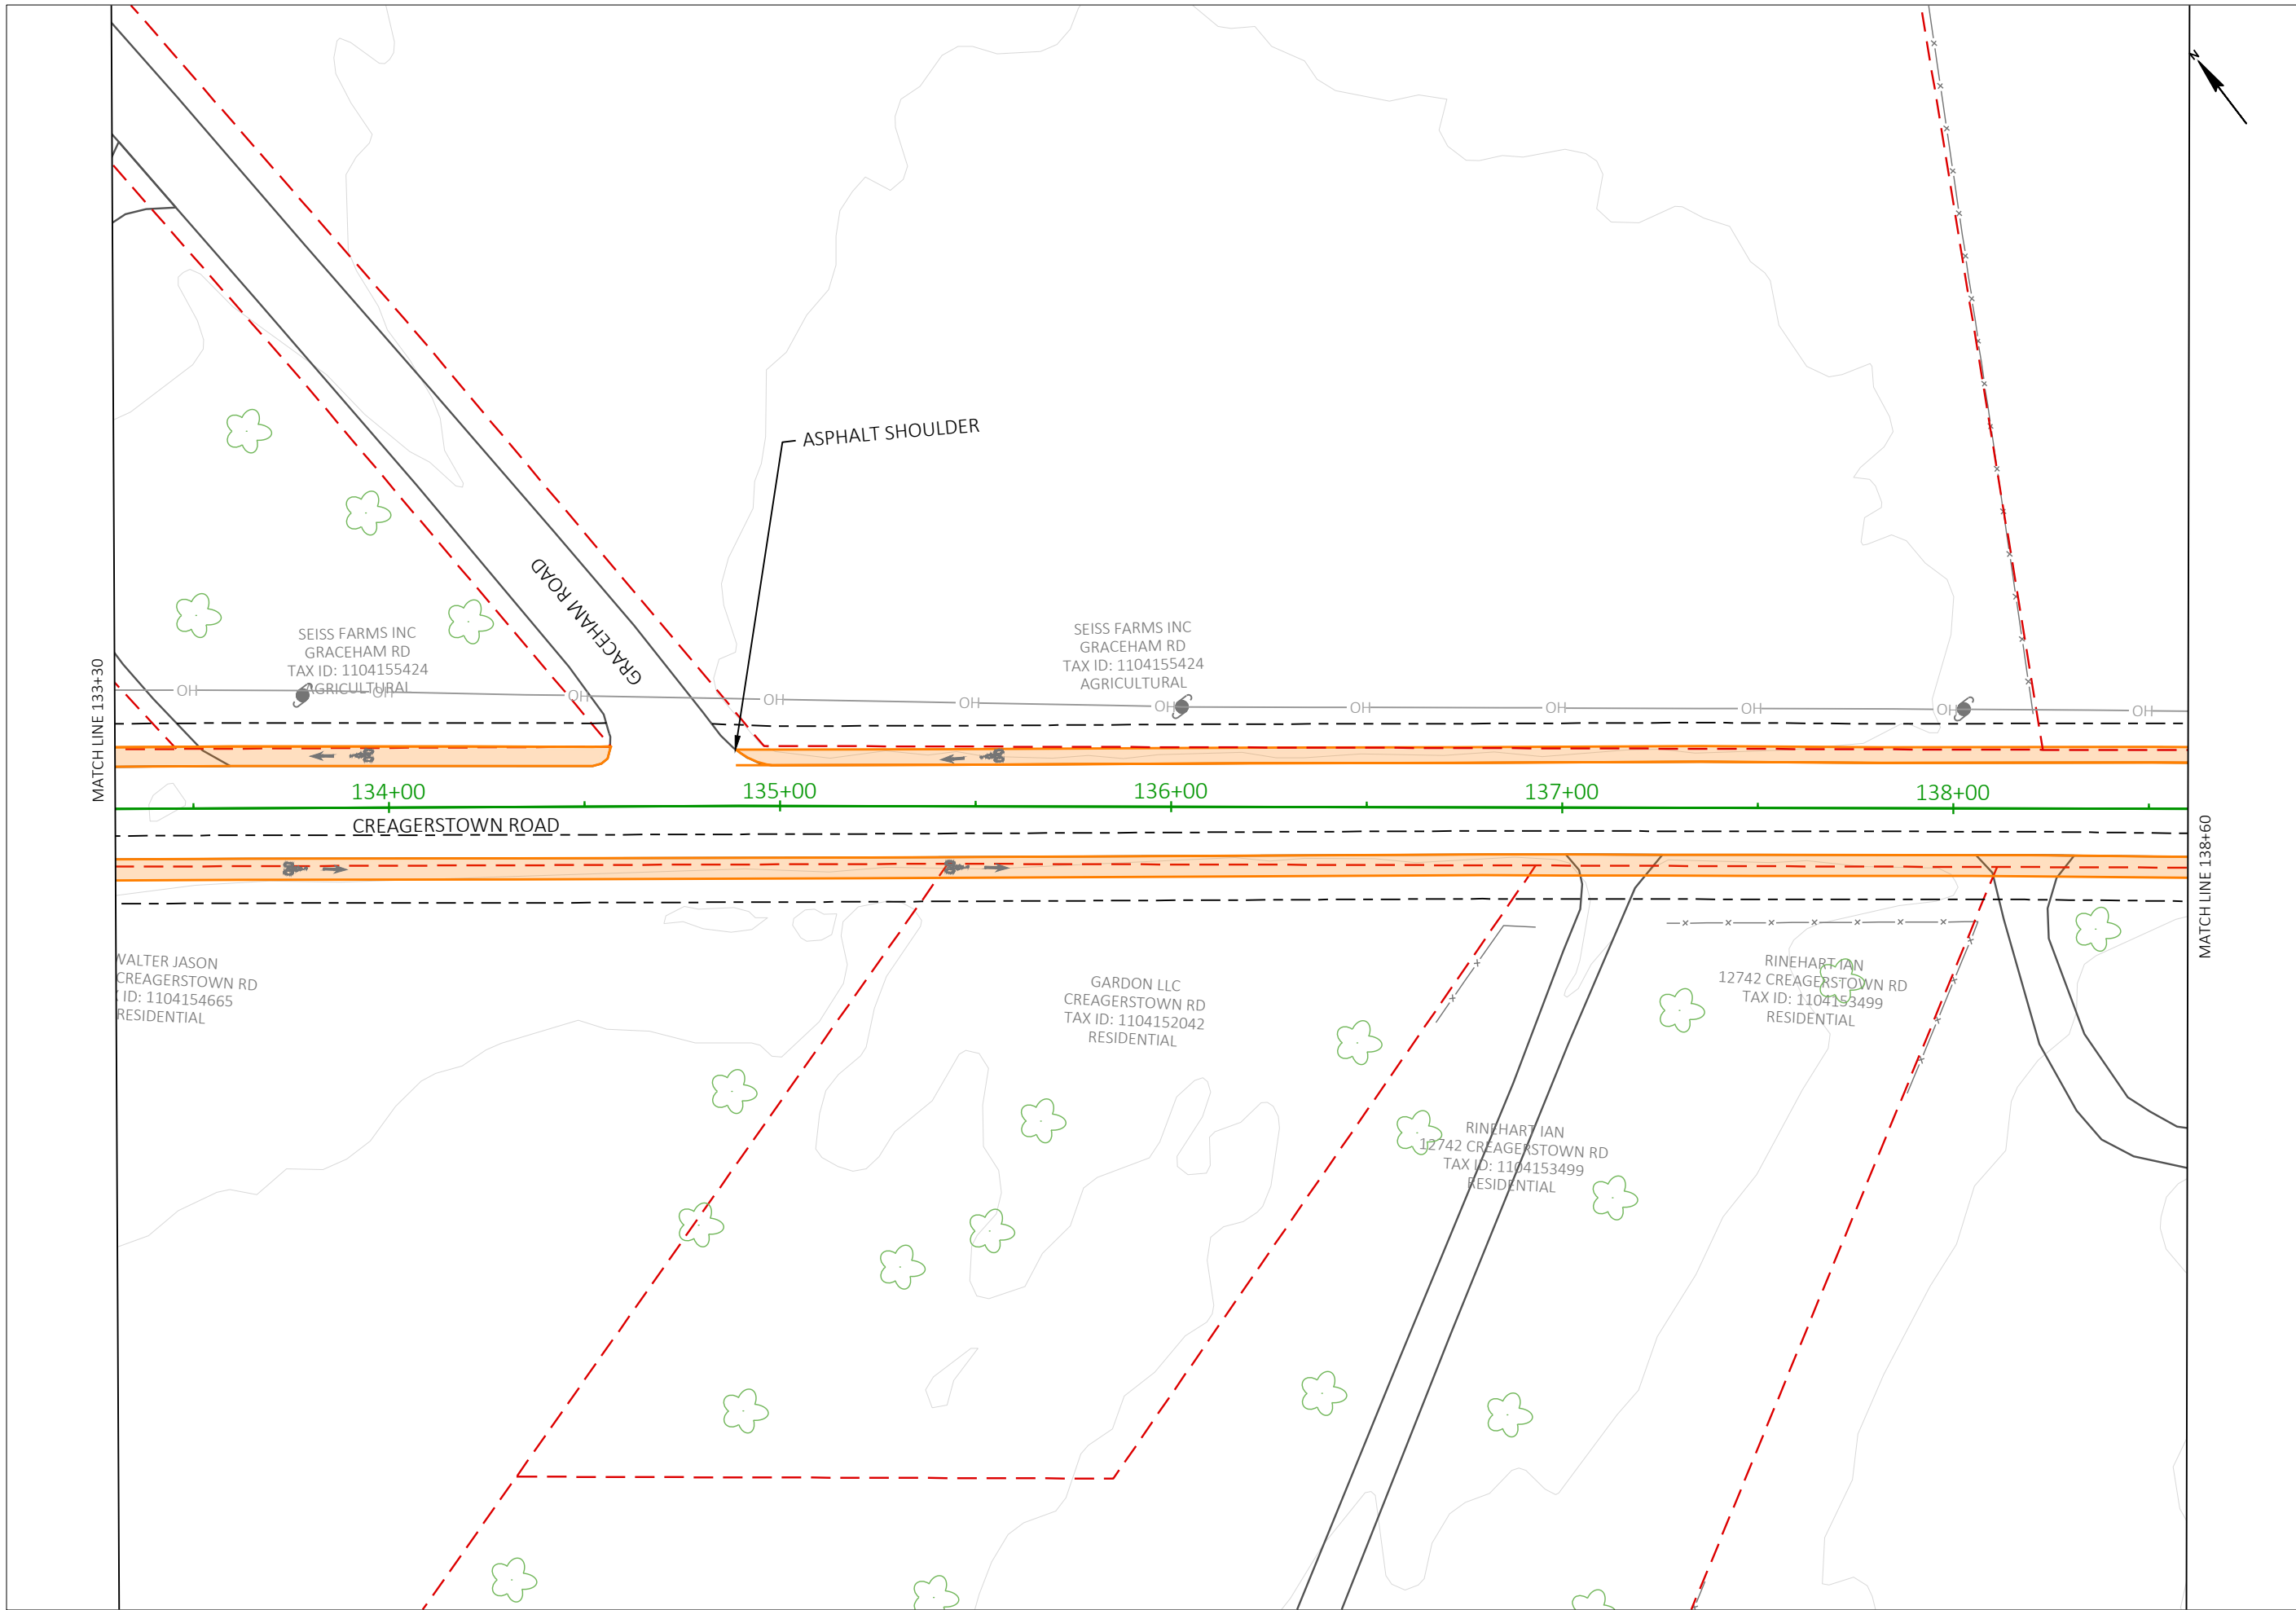 N
ASPHALT SHOULDER
GRACEHAM ROAD
SEISS FARMS INC
GRACEHAM RD
TAX ID: 1104155424
AGRICULTURAL
SEISS FARMS INC
GRACEHAM RD
TAX ID: 1104155424
AGRICULTURAL
OH OH OH OH OH OH OH OH OH OH OH
MATCH LINE 133+30
134+00 135+00 136+00 137+00 138+00
CREAGERSTOWN ROAD
MATCH LINE 138+60
WALTER JASON
CREAGERSTOWN RD
ID: 1104154665
RESIDENTIAL
GARDON LLC
CREAGERSTOWN RD
TAX ID: 1104152042
RESIDENTIAL
RINEHART IAN
12742 CREAGERSTOWN RD
TAX ID: 1104153499
RESIDENTIAL
RINEHART IAN
12742 CREAGERSTOWN RD
TAX ID: 1104153499
RESIDENTIAL